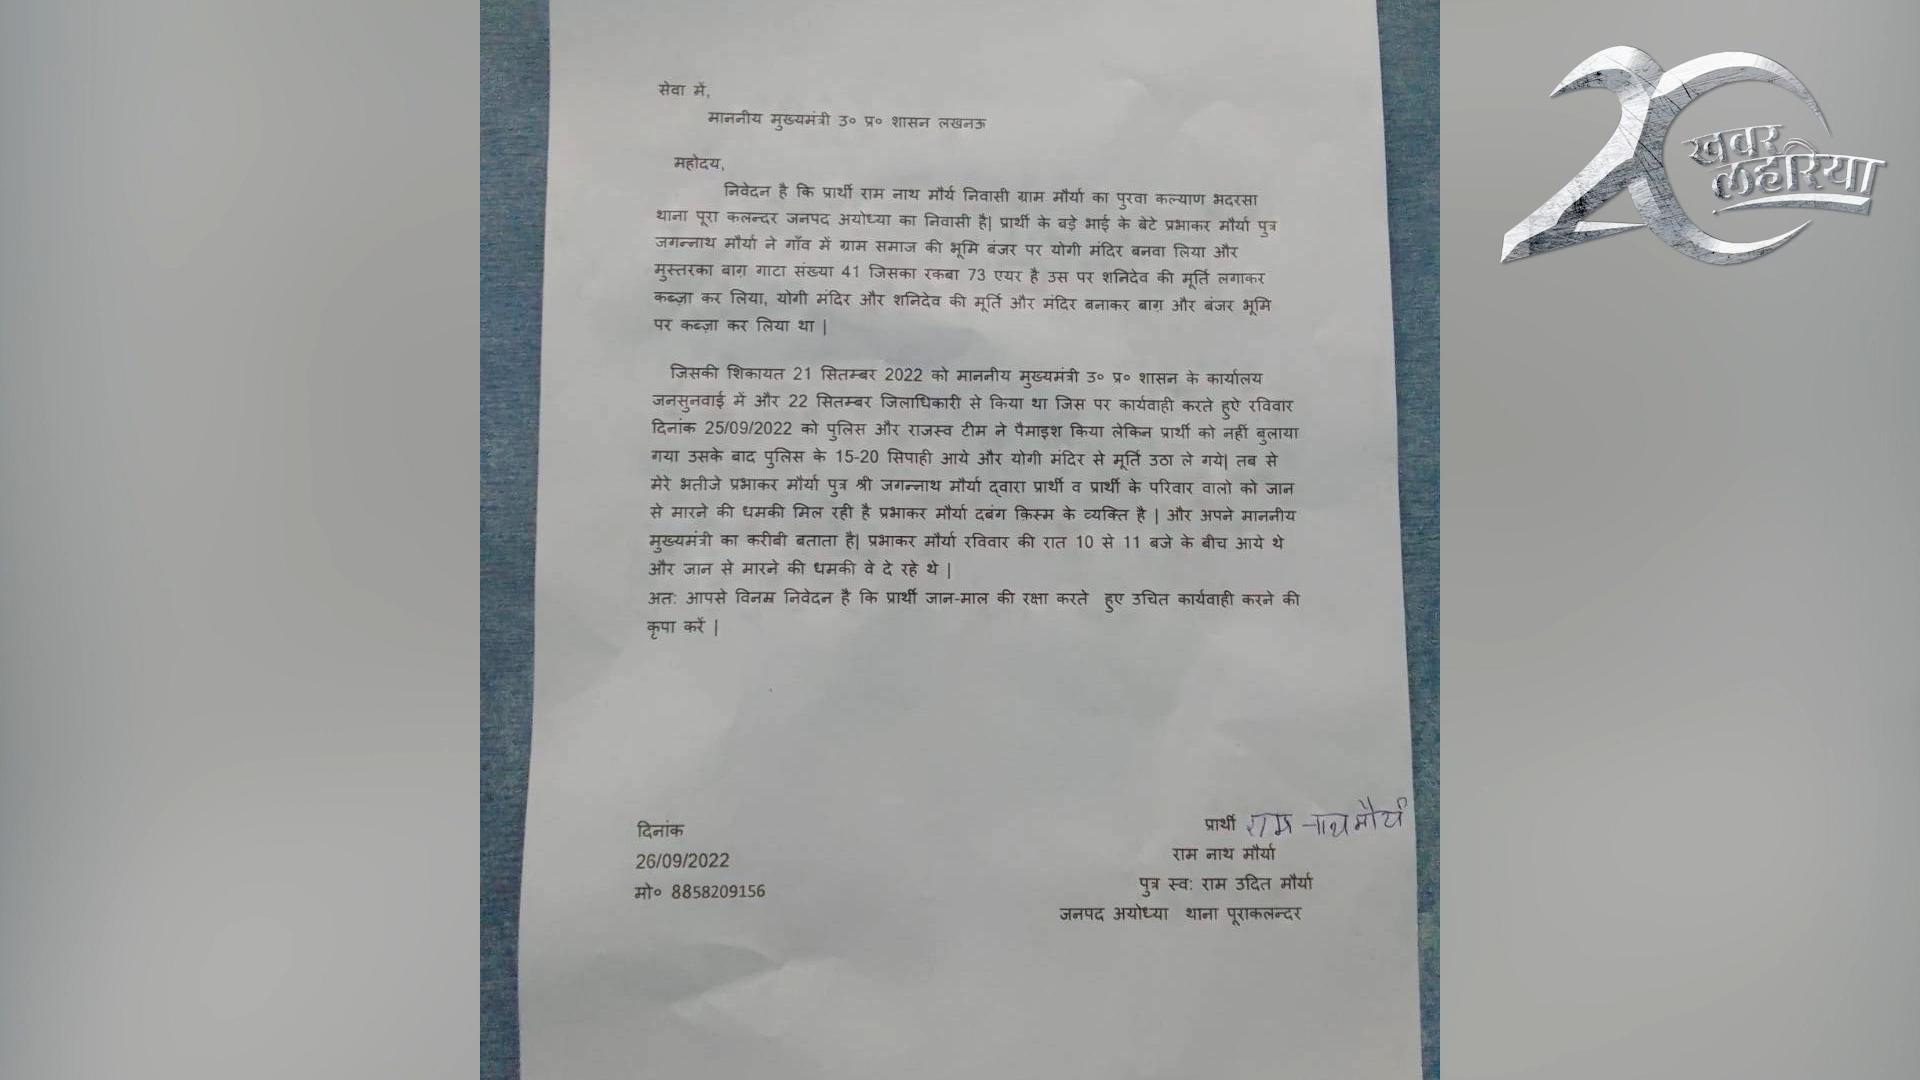 सेवा में,
माननीय मुख्यमंत्री उ० प्र० शासन लखनऊ
महोदय,
निवेदन है कि प्रार्थी राम नाथ मौर्य निवासी ग्राम मौर्या का पुरवा कल्याण भदरसा
थाना पूरा कलन्दर जनपद अयोध्या का निवासी है| प्रार्थी के बड़े भाई के बेटे प्रभाकर मौर्या पुत्र
जगन्नाथ मौर्या ने गाँव में ग्राम समाज की भूमि बंजर पर योगी मंदिर बनवा लिया और
मुस्तरका बाग़ गाटा संख्या 41 जिसका रकबा 73 एयर है उस पर शनिदेव की मूर्ति लगाकर
कब्ज़ा कर लिया, योगी मंदिर और शनिदेव की मूर्ति और मंदिर बनाकर बाग़ और बंजर भूमि
पर कब्ज़ा कर लिया था |
जिसकी शिकायत 21 सितम्बर 2022 को माननीय मुख्यमंत्री उ० प्र० शासन के कार्यालय
जनसुनवाई में और 22 सितम्बर जिलाधिकारी से किया था जिस पर कार्यवाही करते हुऐ रविवार
दिनांक 25/09/2022 को पुलिस और राजस्व टीम ने पैमाइश किया लेकिन प्रार्थी को नहीं बुलाया
गया उसके बाद पुलिस के 15-20 सिपाही आये और योगी मंदिर से मूर्ति उठा ले गये| तब से
मेरे भतीजे प्रभाकर मौर्या पुत्र श्री जगन्नाथ मौर्या द्वारा प्रार्थी व प्रार्थी के परिवार वालो को जान
से मारने की धमकी मिल रही है प्रभाकर मौर्या दबंग क़िस्म के व्यक्ति है | और अपने माननीय
मुख्यमंत्री का करीबी बताता है| प्रभाकर मौर्या रविवार की रात 10 से 11 बजे के बीच आये थे
और जान से मारने की धमकी वे दे रहे थे |
अत: आपसे विनम्र निवेदन है कि प्रार्थी जान-माल की रक्षा करते हुए उचित कार्यवाही करने की
कृपा करें |
दिनांक
26/09/2022
मो० 8858209156
प्रार्थी राम नाथ मौर्य
राम नाथ मौर्या
पुत्र स्व: राम उदित मौर्या
जनपद अयोध्या थाना पूराकलन्दर
20
खबर
लहरिया